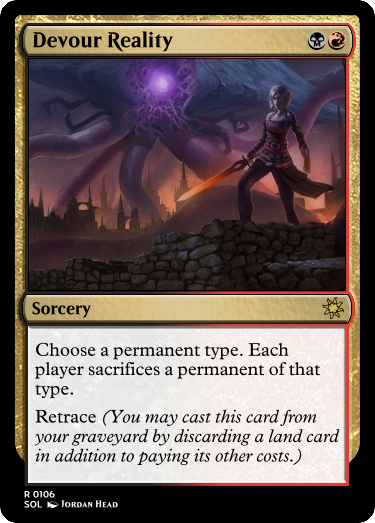 Devour Reality
Sorcery
Choose a permanent type. Each
player sacrifices a permanent of that
type.
Retrace (You may cast this card from
your graveyard by discarding a land card
in addition to paying its other costs.)
R 0106
SOL Jordan Head